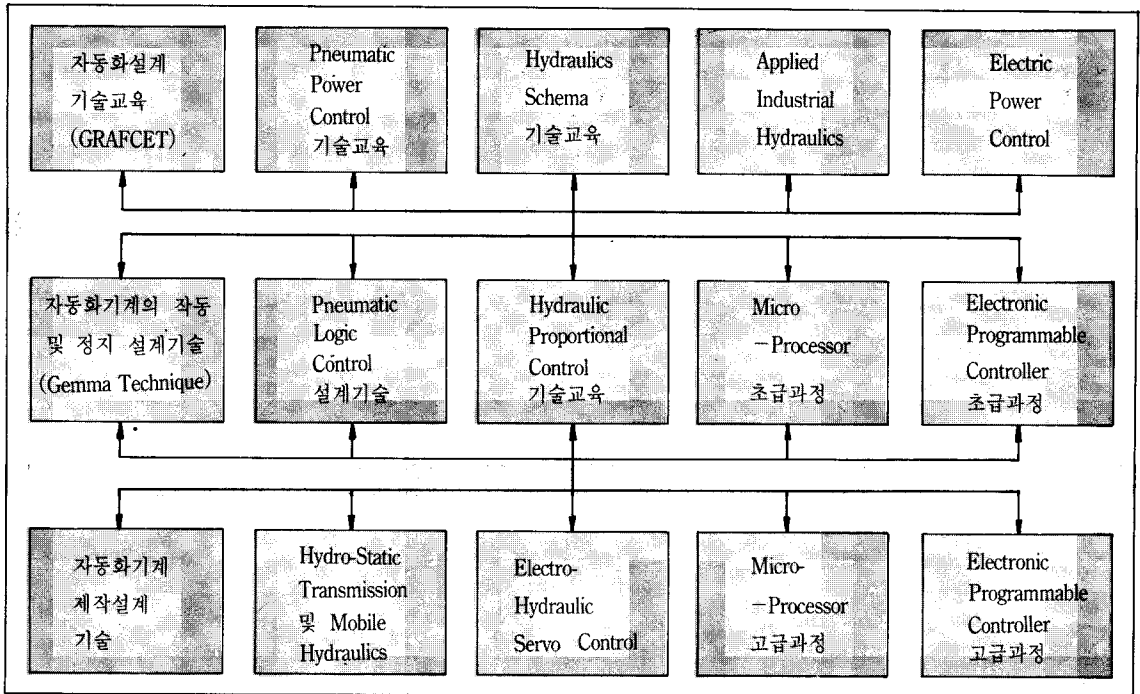 자동화설계
기술교육
(GRAFCET)
Pneumatic
Power
Control
기술교육
Hydraulics
Schema
기술교육
Applied
Industrial
Hydraulics
Electric
Power
Control
자동화기계의 작동
및 정지 설계기술
(Gemma Technique)
Pneumatic
Logic
Control
설계기술
Hydraulic
Proportional
Control
기술교육
Micro
-Processor
초급과정
Electronic
Programmable
Controller
초급과정
자동화기계
제작설계
기술
Hydro-Static
Transmission
및 Mobile
Hydraulics
Electro-
Hydraulic
Servo Control
Micro-
-Processor
고급과정
Electronic
Programmable
Controller
고급과정